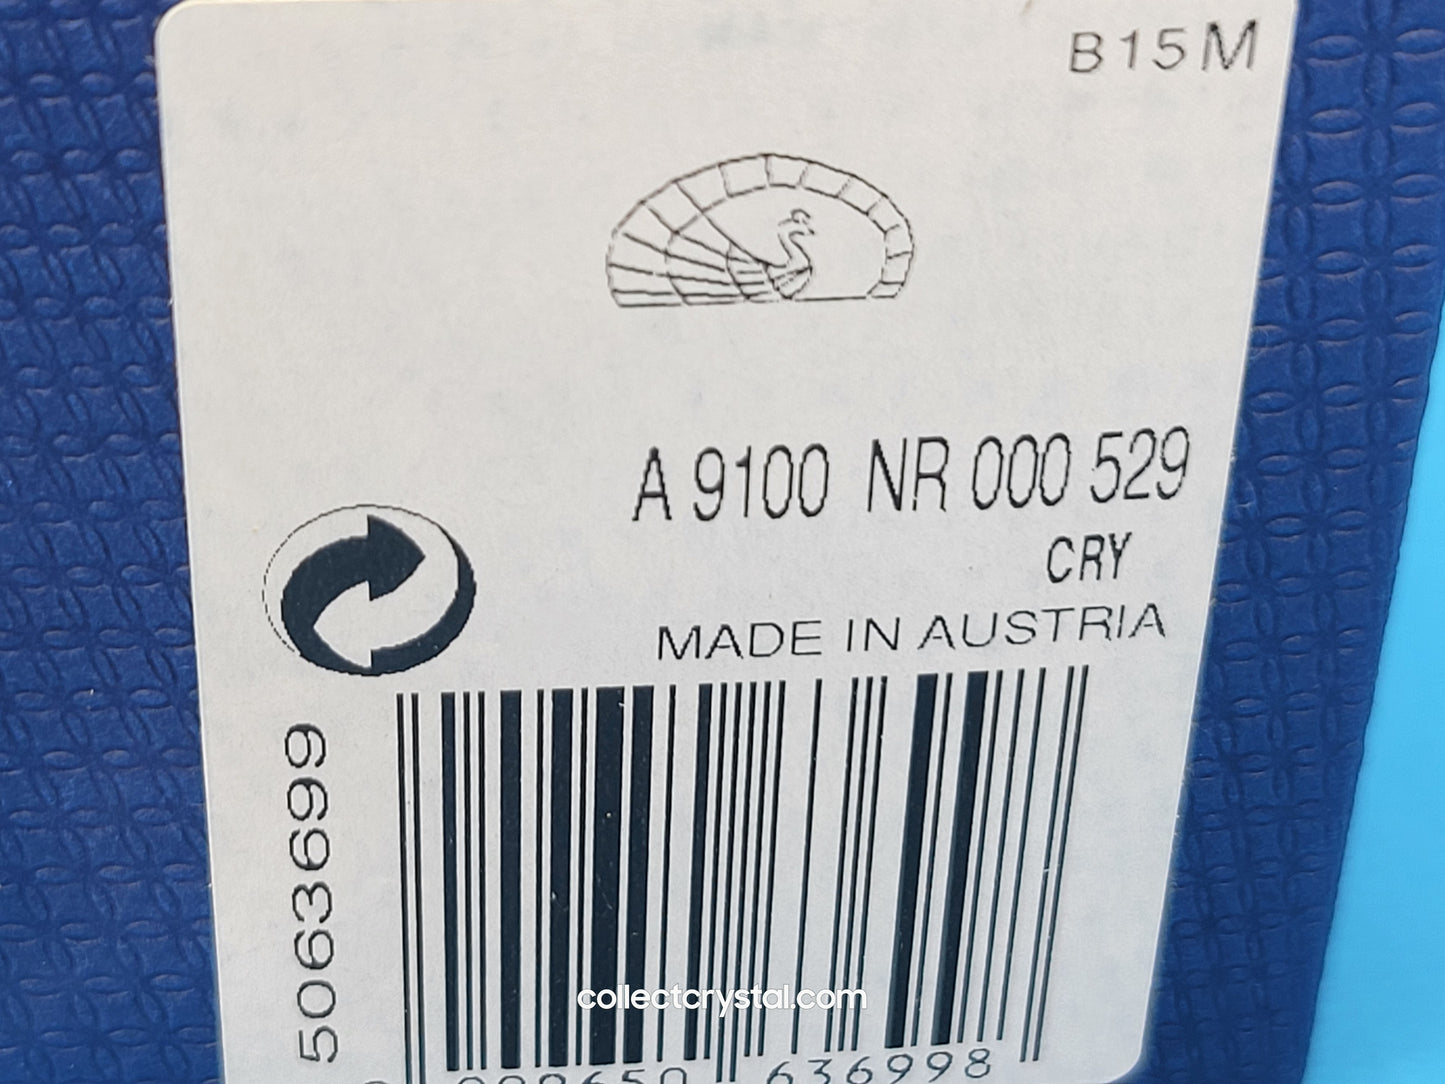 B15M
A 9100 NR 000 529
CRY
MADE IN AUSTRIA
5063699
collectcrystal.com
636998